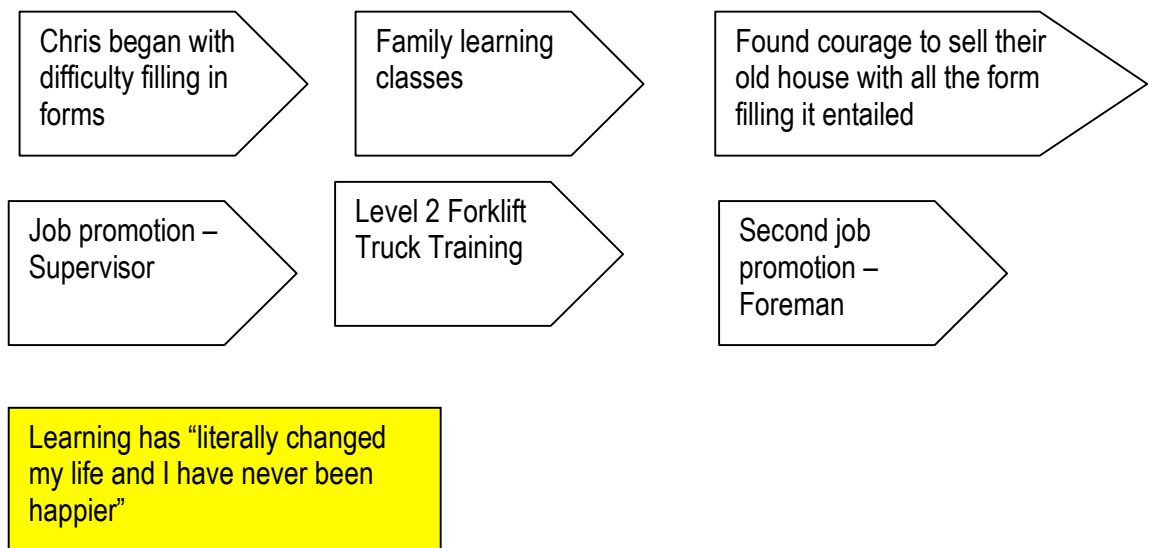 Chris began with
difficulty filling in
forms
Family learning
classes
Found courage to sell their
old house with all the form
filling it entailed
Job promotion –
Supervisor
Level 2 Forklift
Truck Training
Second job
promotion –
Foreman
Learning has “literally changed
my life and I have never been
happier”